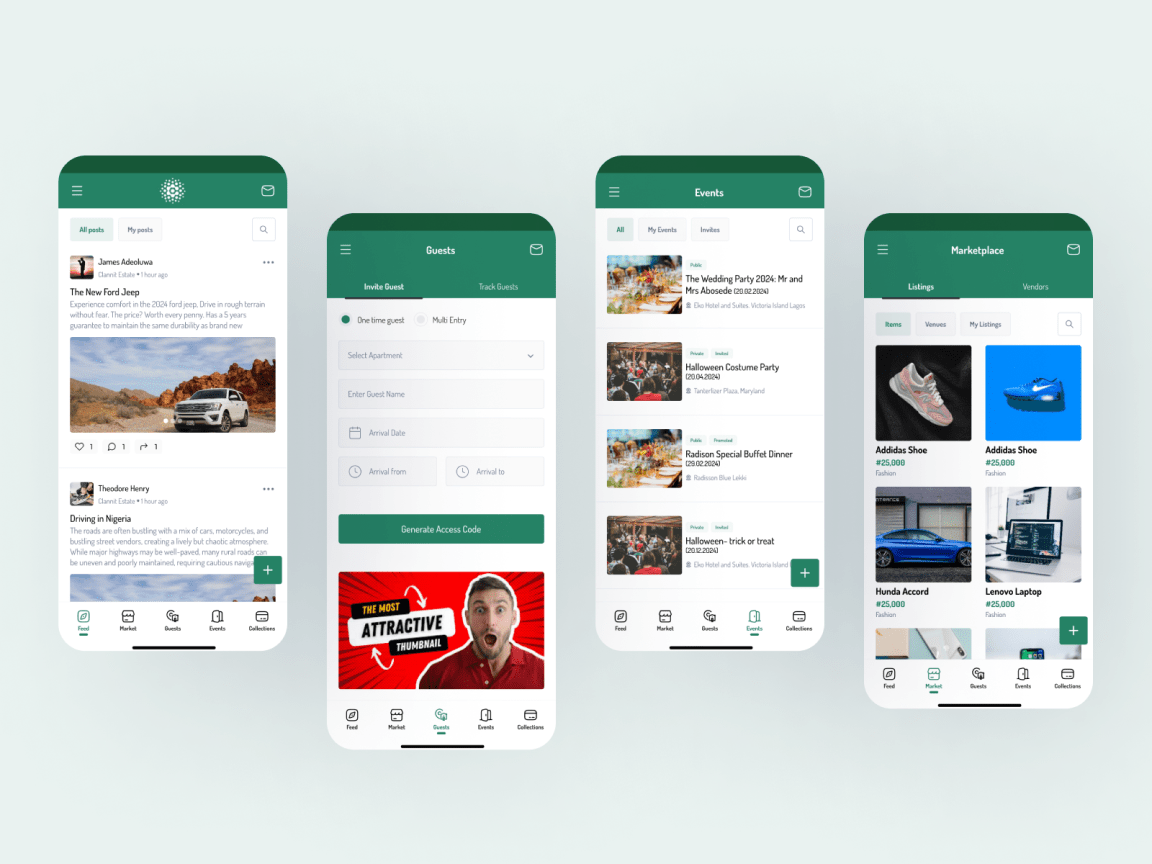 All posts
My posts
James Adeoluwa
Clannit Estate • 1 hour ago
The New Ford Jeep
Experience comfort in the 2024 ford jeep, Drive in rough terrain
without fear. The price? Worth every penny. Has a 5 years
guarantee to maintain the same durability as brand new
1
1
1
Theodore Henry
Clannit Estate • 1 hour ago
Driving in Nigeria
The roads are often bustling with a mix of cars, motorcycles, and
bustling street vendors, creating a lively but chaotic atmosphere.
While major highways may be well-paved, many rural roads can
be uneven and poorly maintained, requiring cautious
+
Feed
Market
Guests
Events
Collections
Guests
Invite Guest
Track Guests
One time guest
Multi Entry
Select Apartment
Enter Guest Name
Arrival Date
Arrival from
Arrival to
Generate Access Code
THE MOST
ATTRACTIVE
THUMBNAIL
Feed
Market
Guests
Events
Collections
Events
All
My Events
Invites
Public
The Wedding Party 2024: Mr and
Mrs Abosede (20.02.2024)
Eko Hotel and Suites. Victoria Island Lagos
Private
Invited
Halloween Costume Party
(20.04.2024)
Tanterlizer Plaza, Maryland
Public
Promoted
Radison Special Buffet Dinner
(29.02.2024)
Radisson Blue Lekki
Private
Invited
Halloween- trick or treat
(20.12.2024)
Eko Hotel and Suites. Victoria Island
+
Feed
Market
Guests
Events
Collections
Marketplace
Listings
Vendors
Items
Venues
My Listings
Addidas Shoe
#25,000
Fashion
Addidas Shoe
#25,000
Fashion
ENTRANCE
Hunda Accord
#25,000
Fashion
Lenovo Laptop
#25,000
Fashion
+
Feed
Market
Guests
Events
Collections